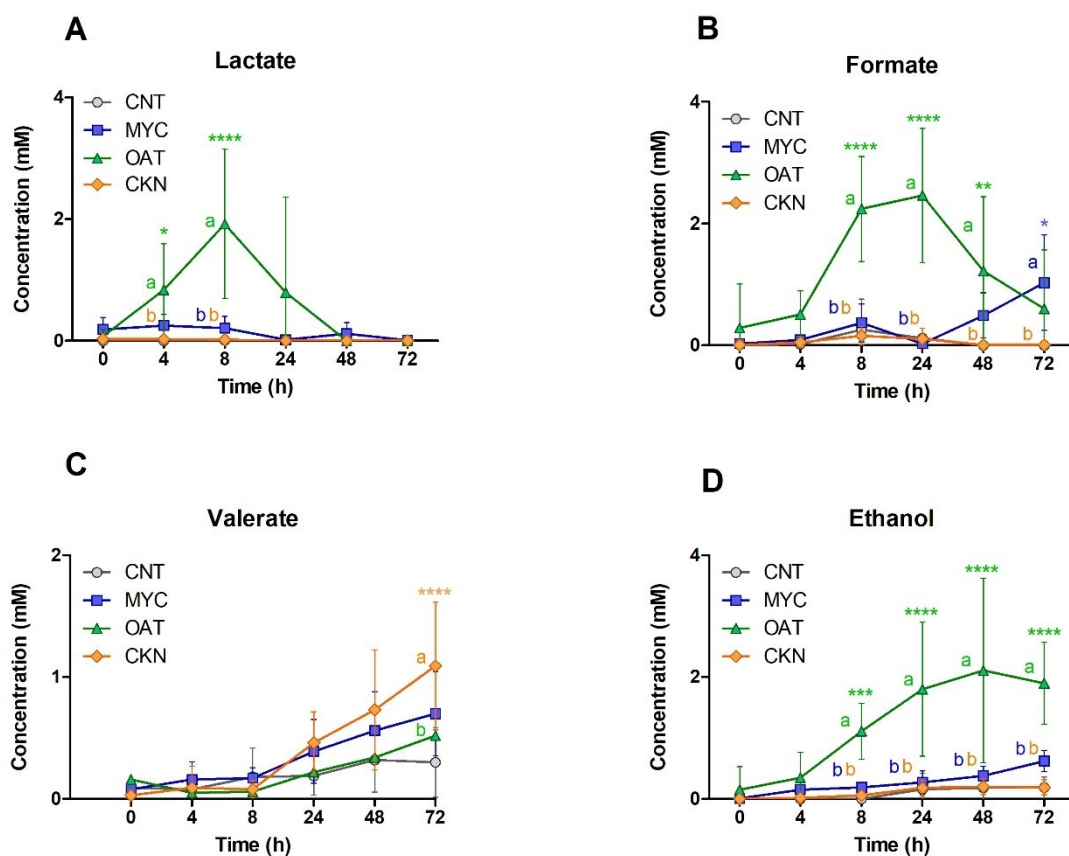 A
Lactate
Concentration (mM)
4
2
0
CNT
MYC
OAT
CKN
*
****
a
a
b
b b
0 4 8 24 48 72
Time (h)
B
Formate
Concentration (mM)
4
2
0
CNT
MYC
OAT
CKN
****
****
**
*
a
a
a
a
b b
b b
b
b
0 4 8 24 48 72
Time (h)
C
Valerate
Concentration (mM)
2
1
0
CNT
MYC
OAT
CKN
****
a
b
0 4 8 24 48 72
Time (h)
D
Ethanol
Concentration (mM)
4
2
0
CNT
MYC
OAT
CKN
***
****
****
****
a
a
a
a
b b
b b
b b
b b
0 4 8 24 48 72
Time (h)